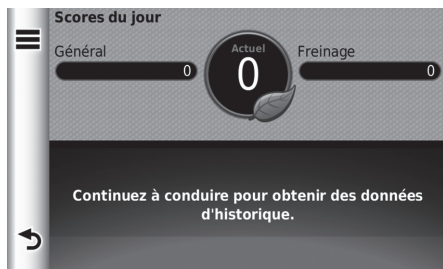 Scores du jour
Général
0
Actuel
0
Freinage
0
Continuez à conduire pour obtenir des données
d'historique.